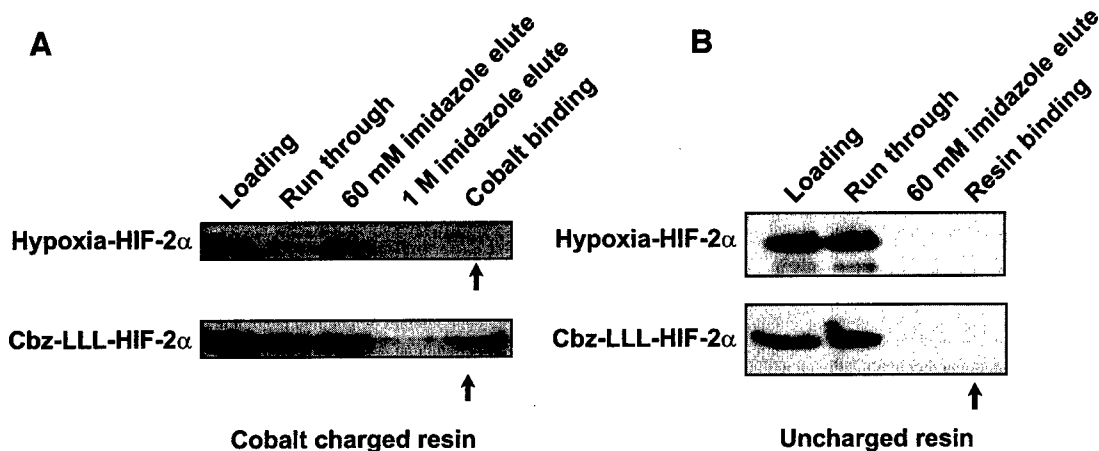 A
Loading
Run through
60 mM imidazole elute
1 M imidazole elute
Cobalt binding
Hypoxia-HIF-2α
Cbz-LLL-HIF-2α
Cobalt charged resin
B
Loading
Run through
60 mM imidazole elute
Resin binding
Hypoxia-HIF-2α
Cbz-LLL-HIF-2α
Uncharged resin